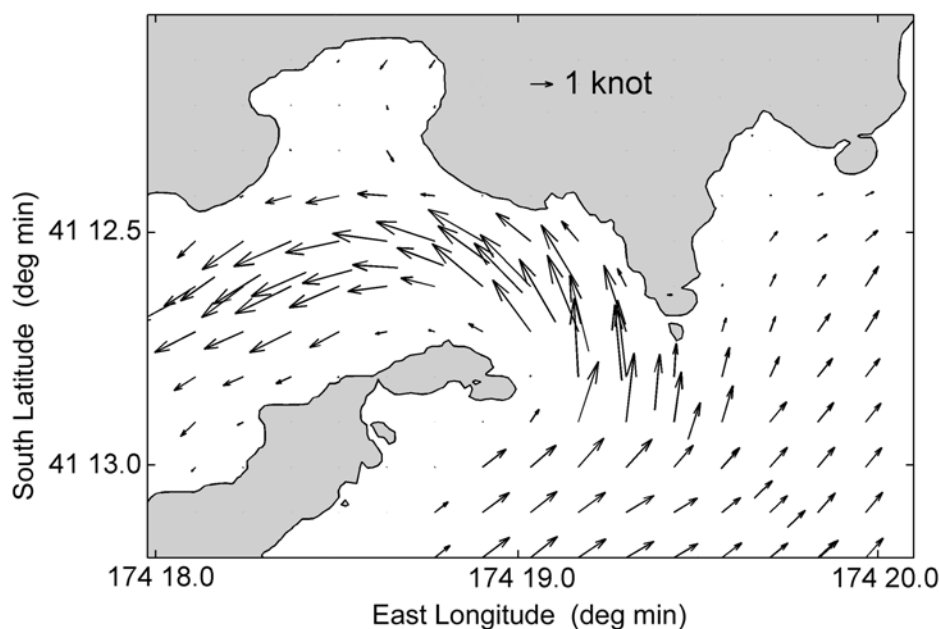 1 knot
41 12.5
41 13.0
South Latitude (deg min)
174 18.0
174 19.0
174 20.0
East Longitude (deg min)